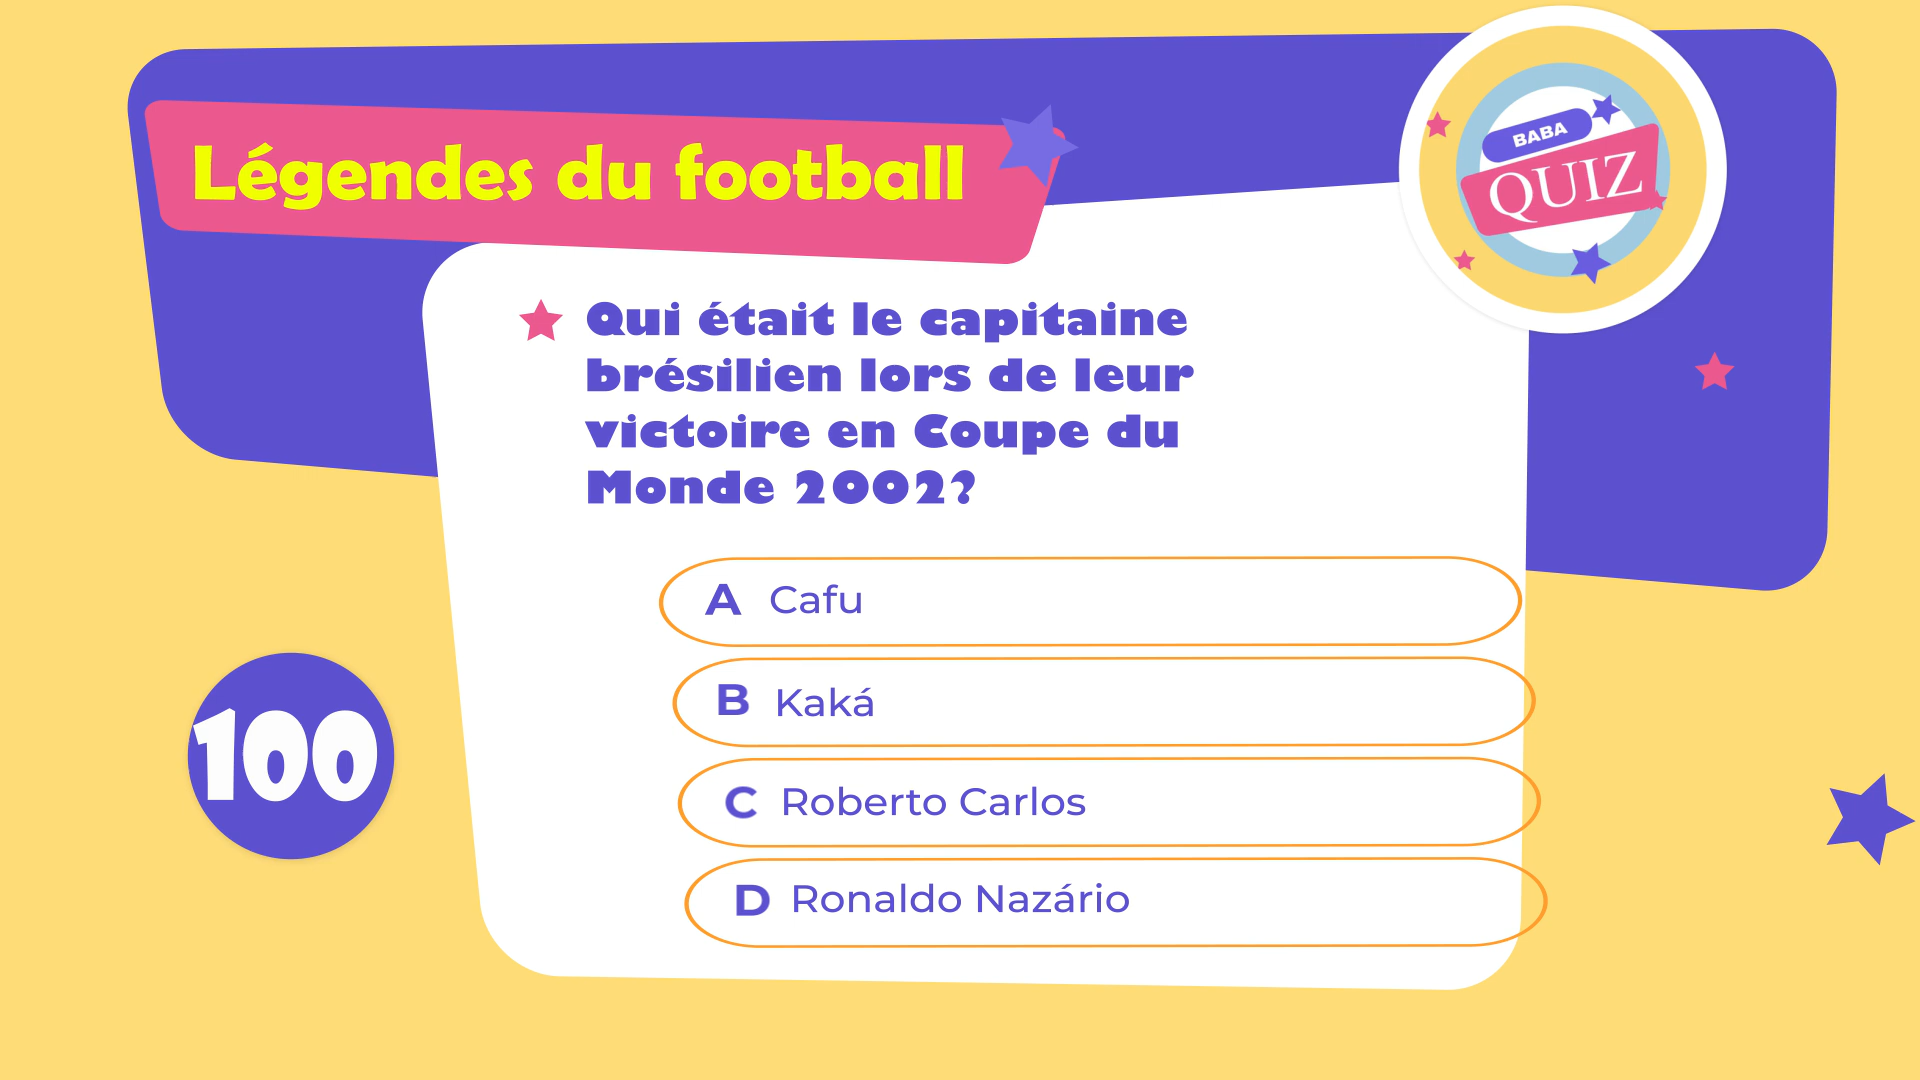 Légendes du football
BABA
QUIZ
Qui était le capitaine
brésilien lors de leur
victoire en Coupe du
Monde 2002?
A Cafu
B Kaká
C Roberto Carlos
D Ronaldo Nazário
100